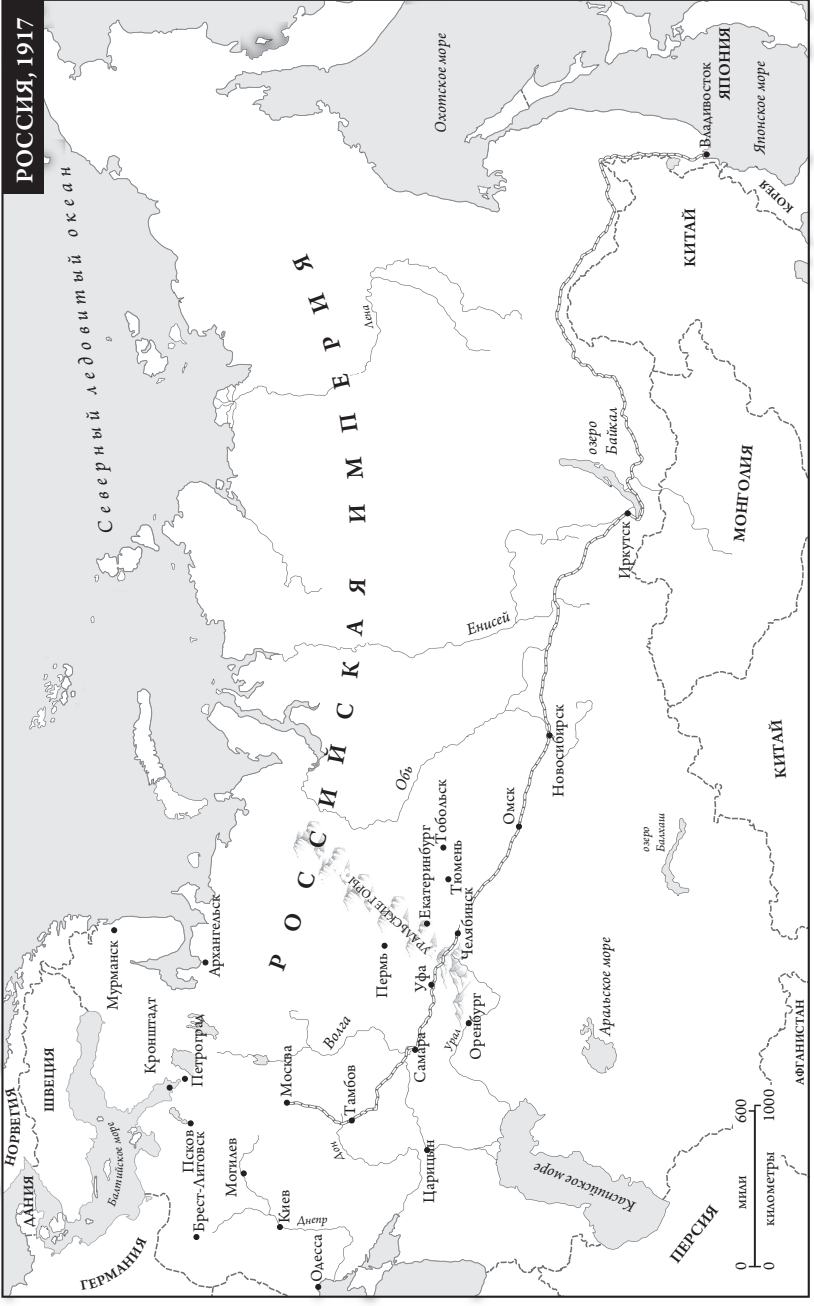 РОССИЯ, 1917
Северный ледовитый океан
Охотское море
Японское море
ЯПОНИЯ
Владивосток
КОРЕЯ
КИТАЙ
РОССИЙСКАЯ ИМПЕРИЯ
Лена
озеро
Байкал
Иркутск
МОНГОЛИЯ
Енисей
Обь
Новосибирск
КИТАЙ
Омск
Тобольск
Тюмень
Екатеринбург
Челябинск
УРАЛЬСКИЕ ГОРЫ
Пермь
Уфа
Оренбург
Урал
Самара
Волга
озеро
Балхаш
Аральское море
АФГАНИСТАН
Мурманск
Архангельск
НОРВЕГИЯ
ШВЕЦИЯ
ДАНИЯ
Балтийское море
Кронштадт
Петроград
Псков
Брест-Литовск
Могилев
Москва
Тамбов
Дон
Царицын
Киев
Днепр
Одесса
ГЕРМАНИЯ
Каспийское море
ПЕРСИЯ
0 мили 600
0 километры 1000